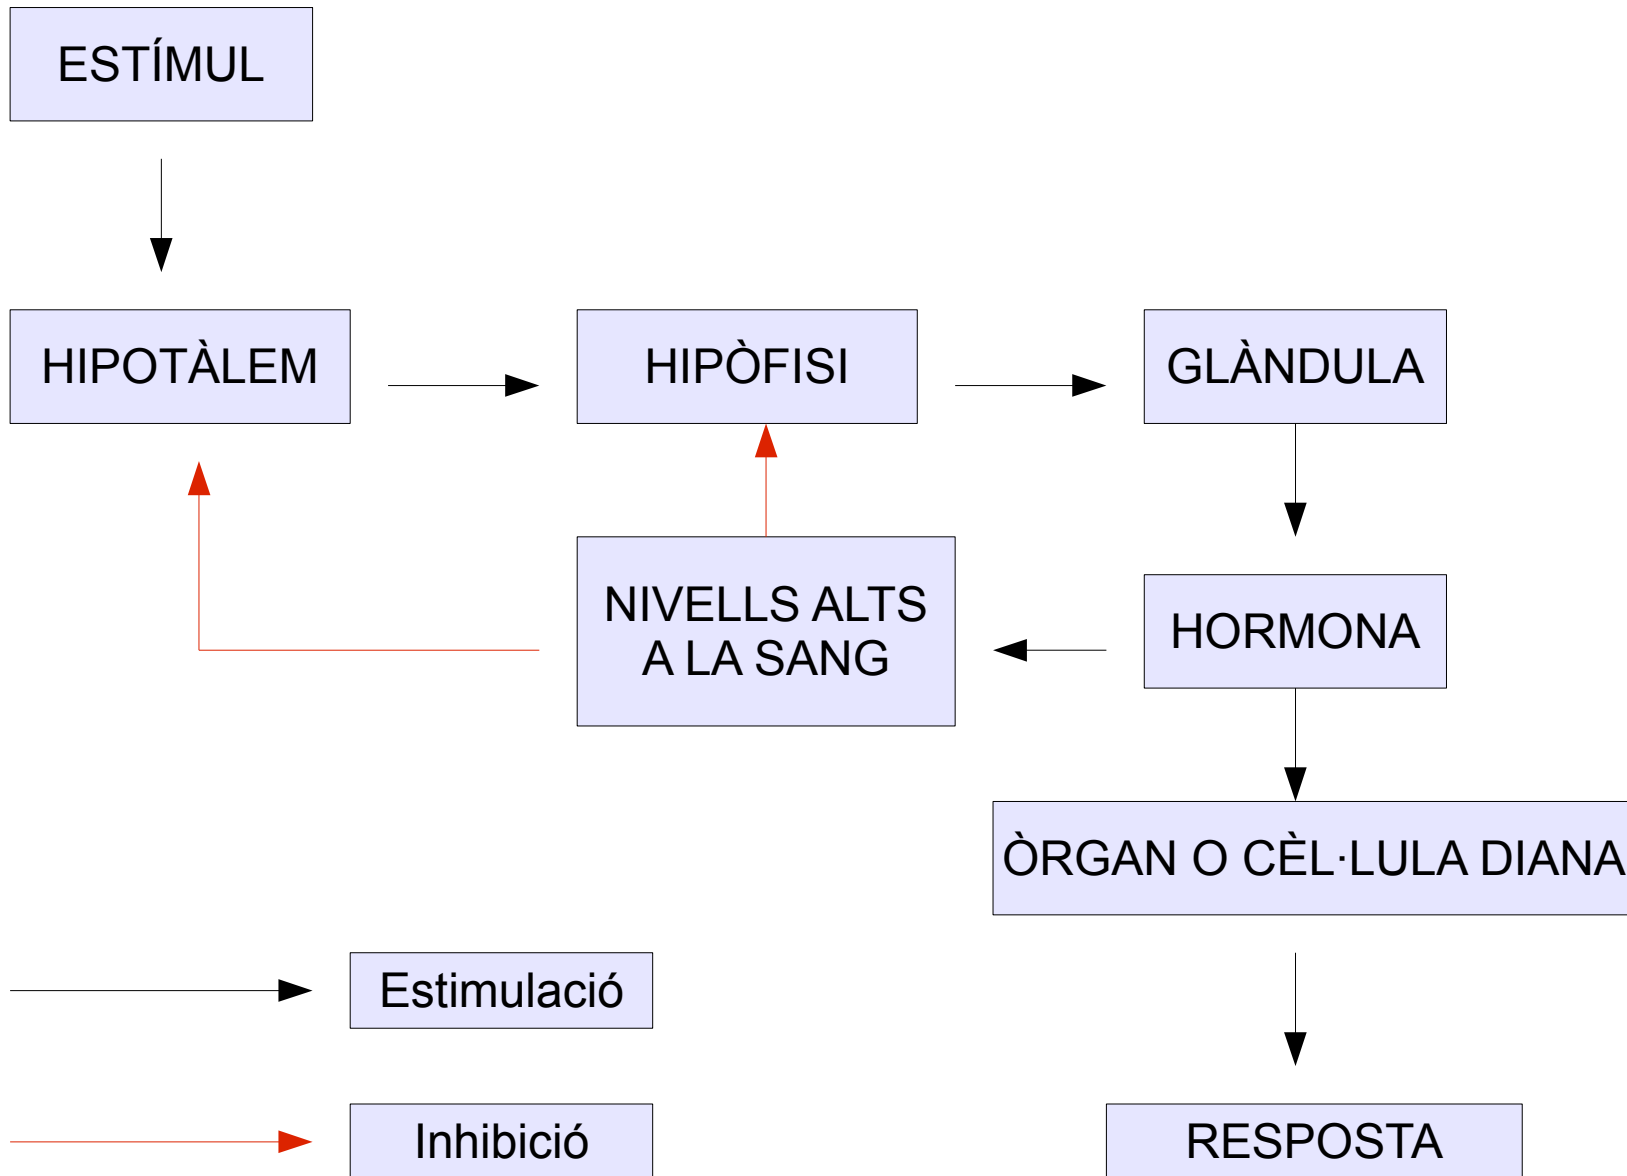 ESTÍMUL
HIPOTÀLEM
HIPÒFISI
GLÀNDULA
NIVELLS ALTS
A LA SANG
HORMONA
ÒRGAN O CÈL·LULA DIANA
Estimulació
Inhibició
RESPOSTA